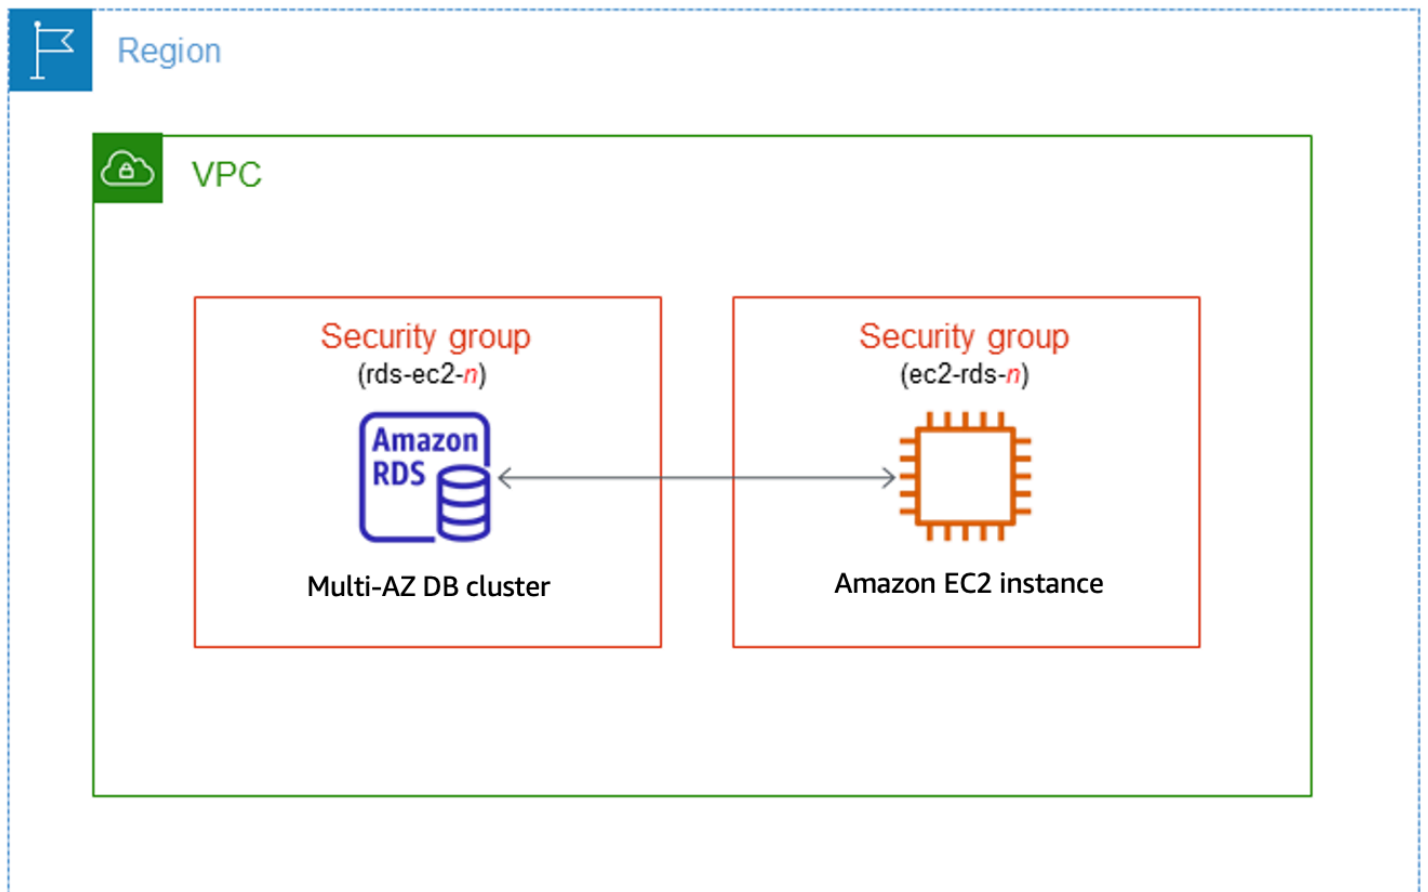 Region
VPC
Security group
(rds-ec2-n)
Amazon
RDS
Multi-AZ DB cluster
Security group
(ec2-rds-n)
Amazon EC2 instance